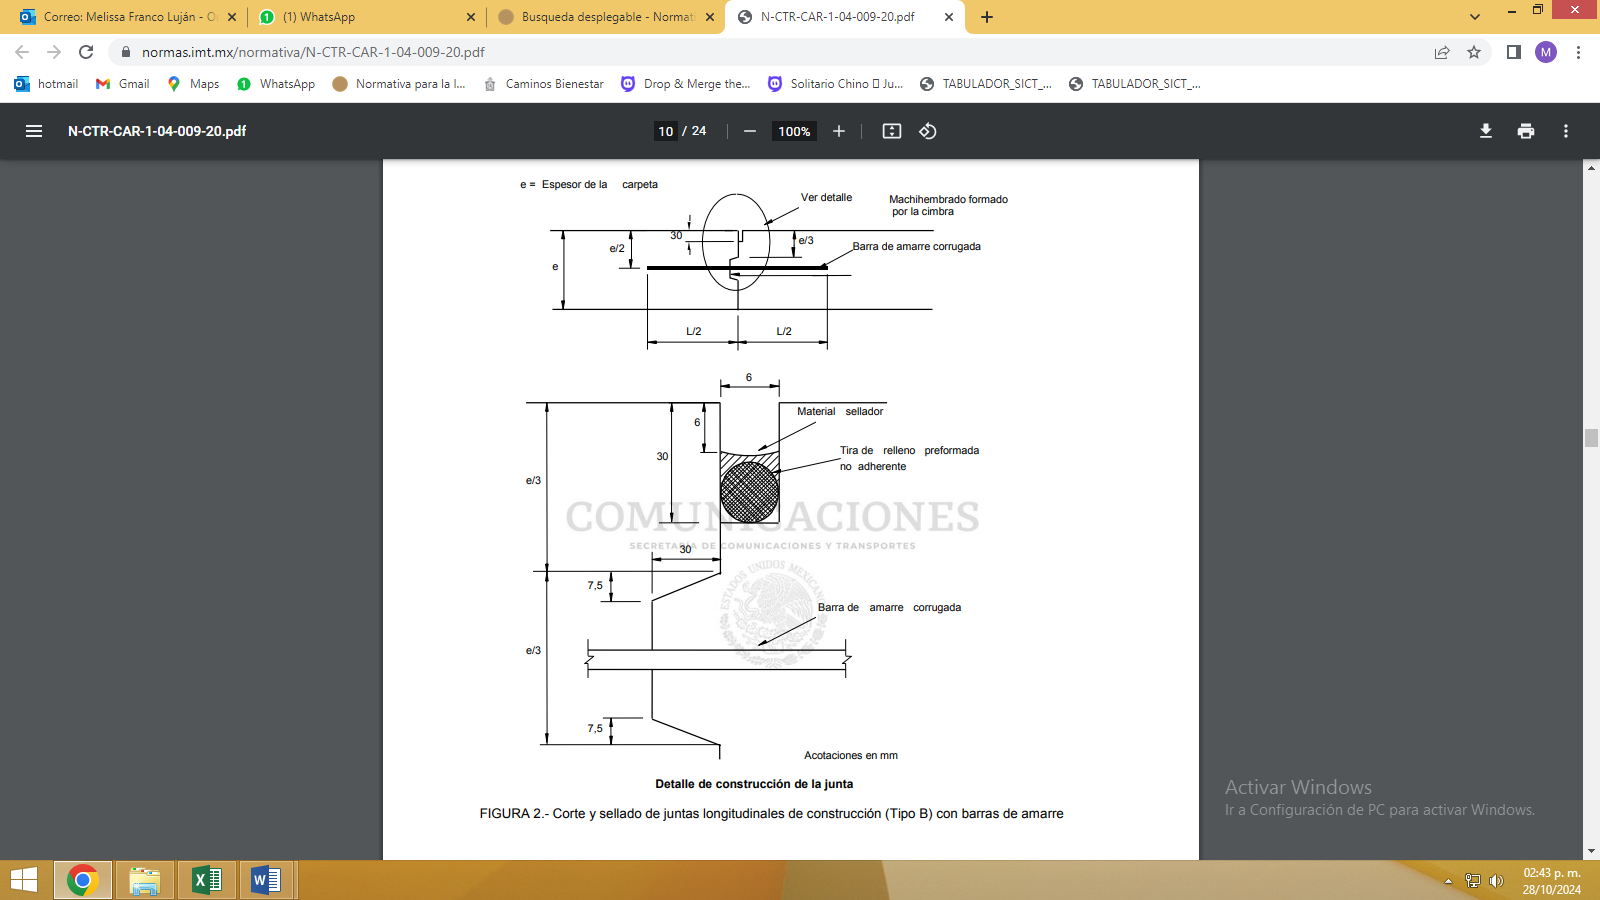 Correo: Melissa Franco Luján - O
(1) WhatsApp
Busqueda desplegable - Normati
N-CTR-CAR-1-04-009-20.pdf
normas.imt.mx/normativa/N-CTR-CAR-1-04-009-20.pdf
M
hotmail
Gmail
Maps
WhatsApp
Normativa para la I...
Caminos Bienestar
Drop & Merge the...
Solitario Chino ▯ Ju...
TABULADOR_SICT_...
TABULADOR_SICT_...
N-CTR-CAR-1-04-009-20.pdf
10 / 24
100%
e = Espesor de la carpeta
Ver detalle
Machihembrado formado
por la cimbra
30
e/2
e/3
Barra de amarre corrugada
e
L/2
L/2
6
Material sellador
6
Tira de relleno preformada
no adherente
30
e/3
COMUNICACIONES
SECRETARÍA DE COMUNICACIONES Y TRANSPORTES
30
7,5
ESTADOS UNIDOS MEXICANOS
Barra de amarre corrugada
e/3
7,5
Acotaciones en mm
Detalle de construcción de la junta
FIGURA 2.- Corte y sellado de juntas longitudinales de construcción (Tipo B) con barras de amarre
Activar Windows
Ir a Configuración de PC para activar Windows.
02:43 p. m.
28/10/2024